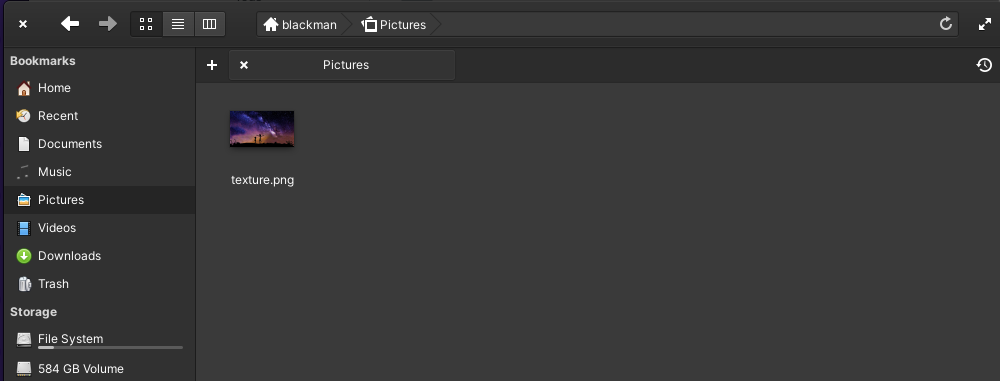 blackman
Pictures
Bookmarks
Pictures
Home
Recent
Documents
Music
Pictures
Videos
Downloads
Trash
Storage
File System
584 GB Volume
texture.png